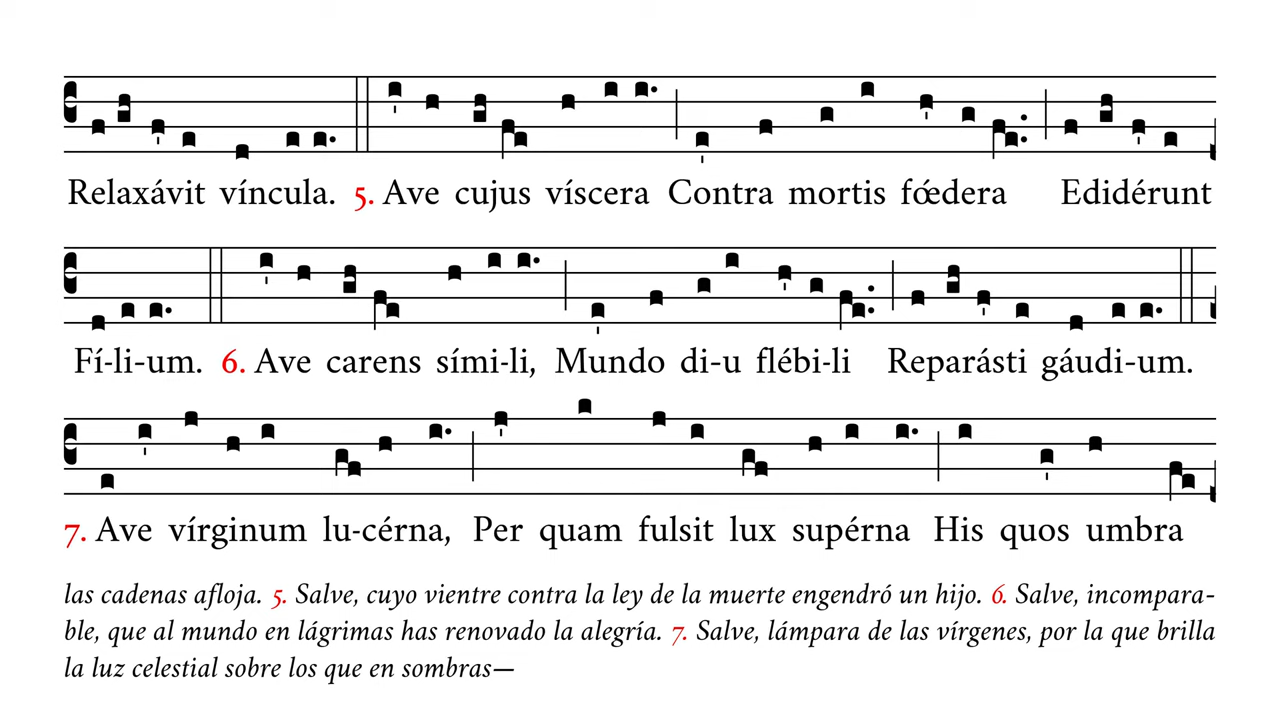 Relaxávit víncula. 5. Ave cujus víscera Contra mortis fœ́dera Edidérunt
Fí-li-um. 6. Ave carens sími-li, Mundo di-u flébi-li Reparásti gáudi-um.
7. Ave vírginum lu-cérna, Per quam fulsit lux supérna His quos umbra
las cadenas afloja. 5. Salve, cuyo vientre contra la ley de la muerte engendró un hijo. 6. Salve, incompara-
ble, que al mundo en lágrimas has renovado la alegría. 7. Salve, lámpara de las vírgenes, por la que brilla
la luz celestial sobre los que en sombras—